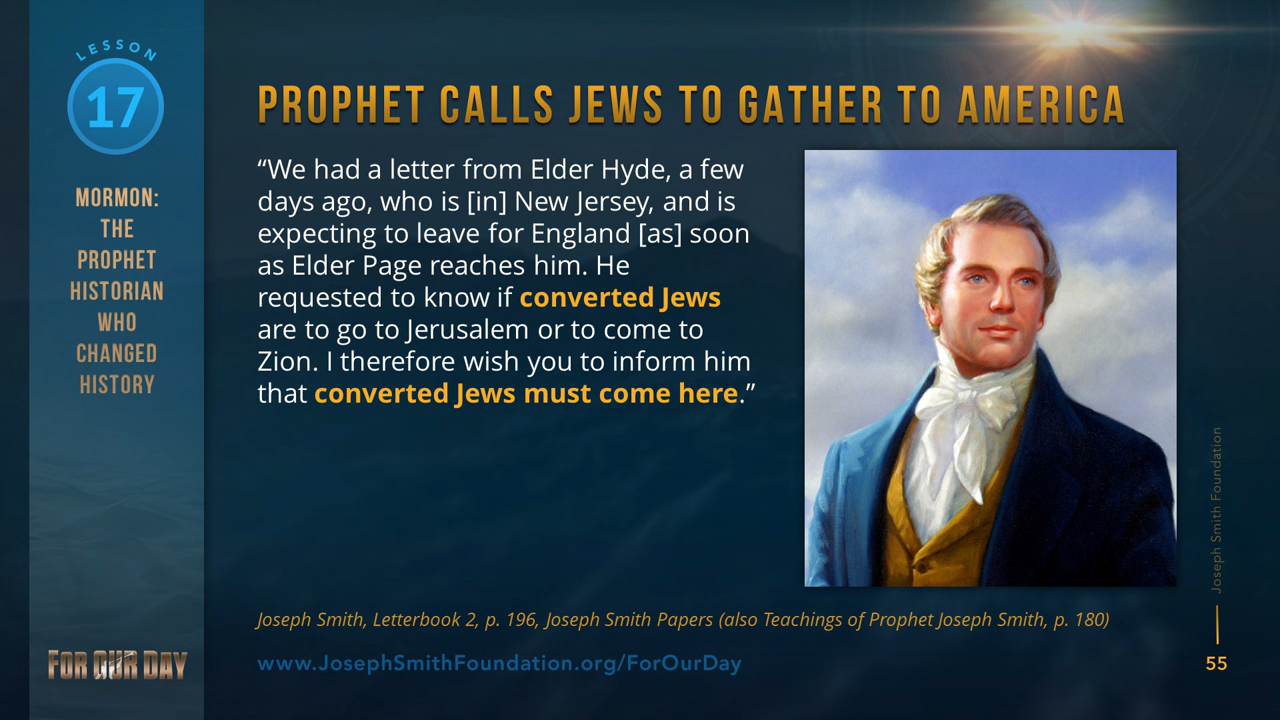 LESSON
17
MORMON:
THE
PROPHET
HISTORIAN
WHO
CHANGED
HISTORY
FOR OUR DAY
PROPHET CALLS JEWS TO GATHER TO AMERICA
“We had a letter from Elder Hyde, a few
days ago, who is [in] New Jersey, and is
expecting to leave for England [as] soon
as Elder Page reaches him. He
requested to know if converted Jews
are to go to Jerusalem or to come to
Zion. I therefore wish you to inform him
that converted Jews must come here.”
Joseph Smith, Letterbook 2, p. 196, Joseph Smith Papers (also Teachings of Prophet Joseph Smith, p. 180)
www.JosephSmithFoundation.org/ForOurDay
Joseph Smith Foundation
55